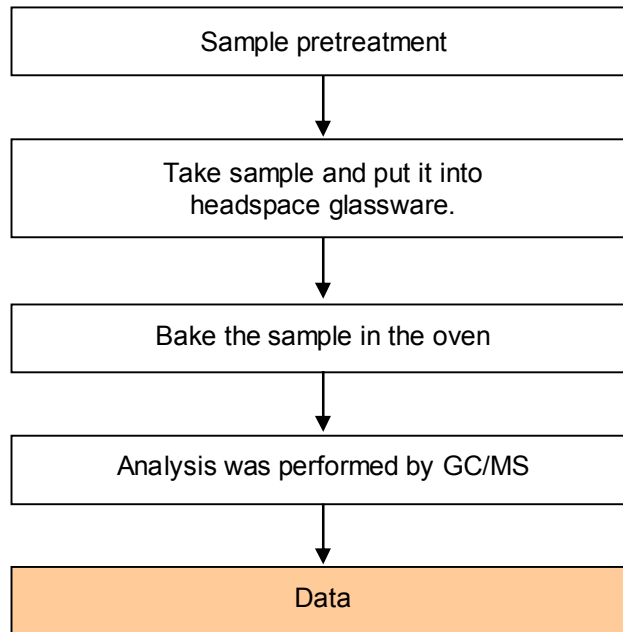 Sample pretreatment
Take sample and put it into
headspace glassware.
Bake the sample in the oven
Analysis was performed by GC/MS
Data